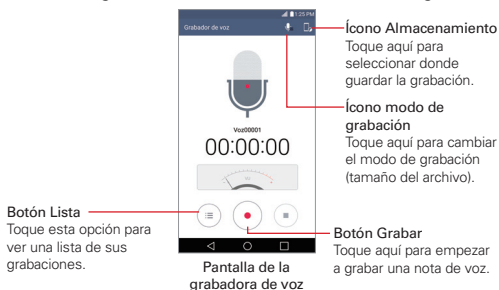 1:25 PM
Grabador de voz
Voz00001
00:00:00
VU
Ícono Almacenamiento
Toque aquí para
seleccionar donde
guardar la grabación.
Ícono modo de
grabación
Toque aquí para cambiar
el modo de grabación
(tamaño del archivo).
Botón Lista
Toque esta opción para
ver una lista de sus
grabaciones.
Botón Grabar
Toque aquí para empezar
a grabar una nota de voz.
Pantalla de la
grabadora de voz